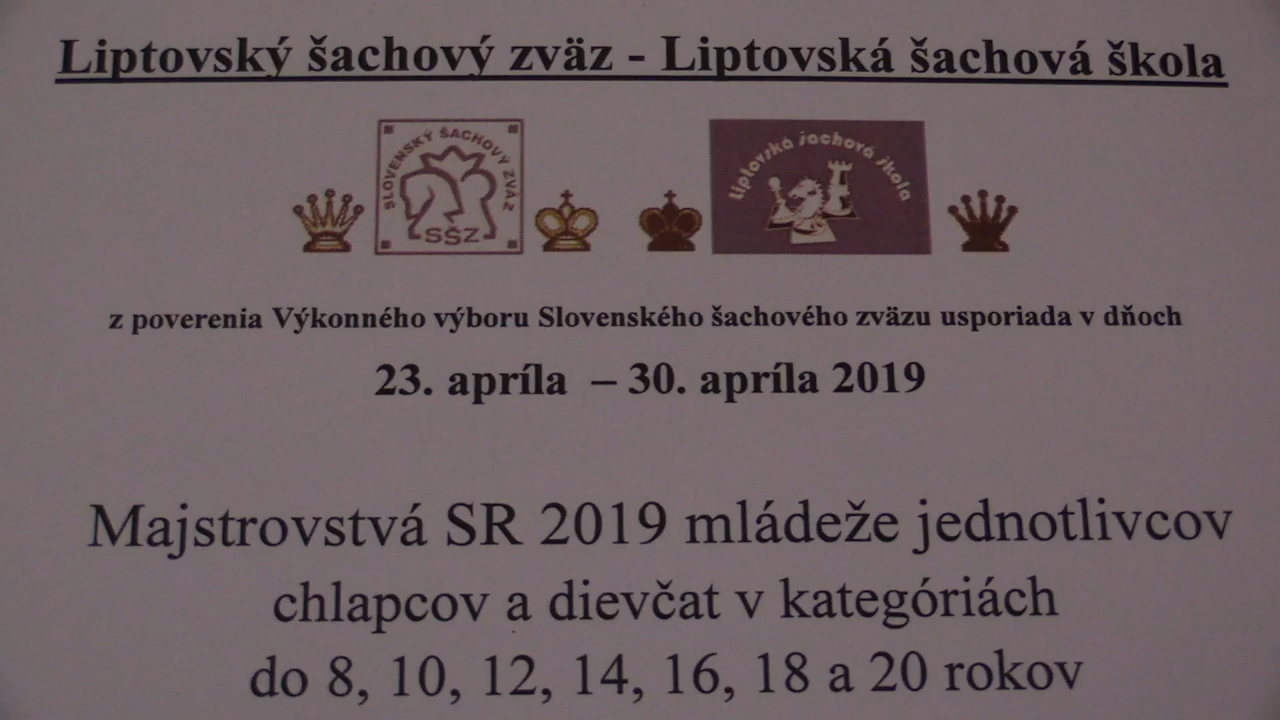 Liptovský šachový zväz - Liptovská šachová škola
SLOVENSKÝ ŠACHOVÝ ZVÄZ
SŠZ
Liptovská šachová škola
z poverenia Výkonného výboru Slovenského šachového zväzu usporiada v dňoch
23. apríla – 30. apríla 2019
Majstrovstvá SR 2019 mládeže jednotlivcov
chlapcov a dievčat v kategóriách
do 8, 10, 12, 14, 16, 18 a 20 rokov